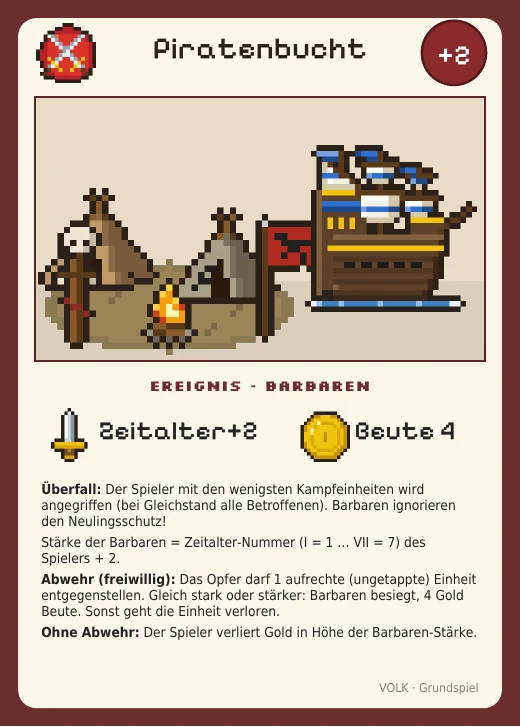 Piratenbucht
+2
EREIGNIS - BARBAREN
Zeitalter+2
Beute 4
Überfall: Der Spieler mit den wenigsten Kampfeinheiten wird
angegriffen (bei Gleichstand alle Betroffenen). Barbaren ignorieren
den Neulingsschutz!
Stärke der Barbaren = Zeitalter-Nummer (I = 1 ... VII = 7) des
Spielers + 2.
Abwehr (freiwillig): Das Opfer darf 1 aufrechte (ungetappte) Einheit
entgegenstellen. Gleich stark oder stärker: Barbaren besiegt, 4 Gold
Beute. Sonst geht die Einheit verloren.
Ohne Abwehr: Der Spieler verliert Gold in Höhe der Barbaren-Stärke.
VOLK · Grundspiel